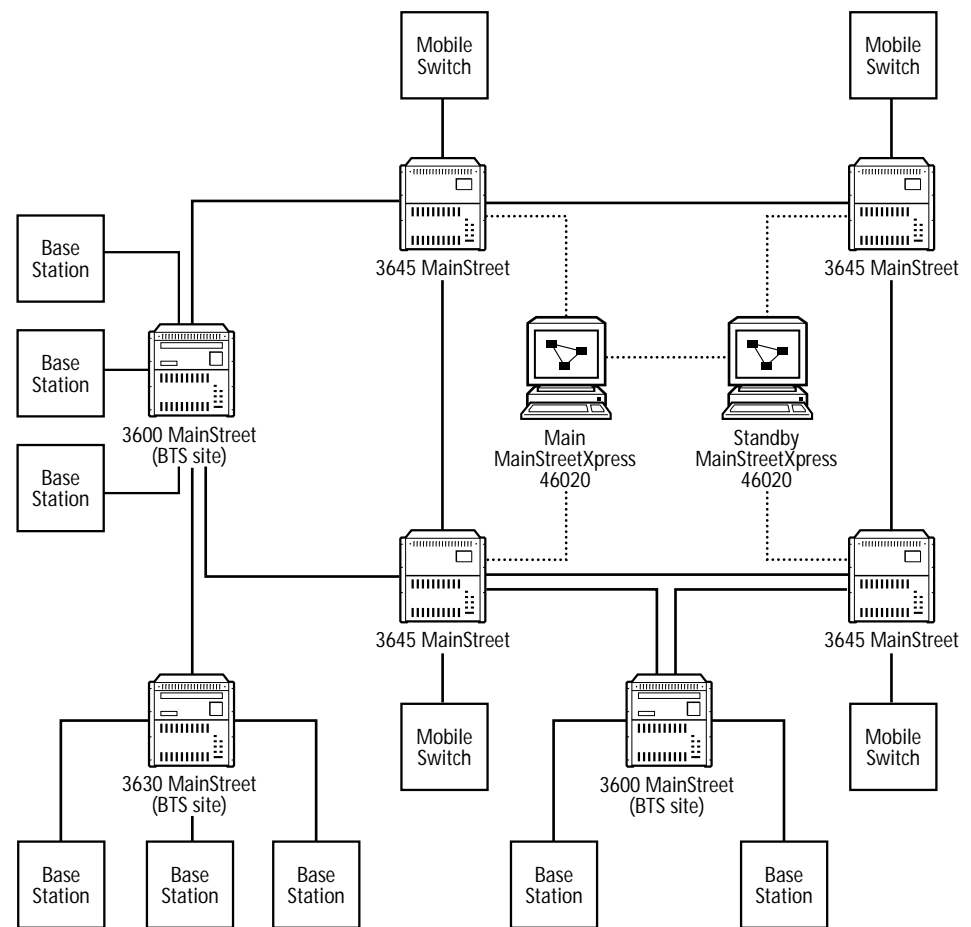 Mobile
Switch
Mobile
Switch
3645 MainStreet
3645 MainStreet
Base
Station
Base
Station
Base
Station
3600 MainStreet
(BTS site)
Main
MainStreetXpress
46020
Standby
MainStreetXpress
46020
3645 MainStreet
3645 MainStreet
3630 MainStreet
(BTS site)
Mobile
Switch
3600 MainStreet
(BTS site)
Mobile
Switch
Base
Station
Base
Station
Base
Station
Base
Station
Base
Station